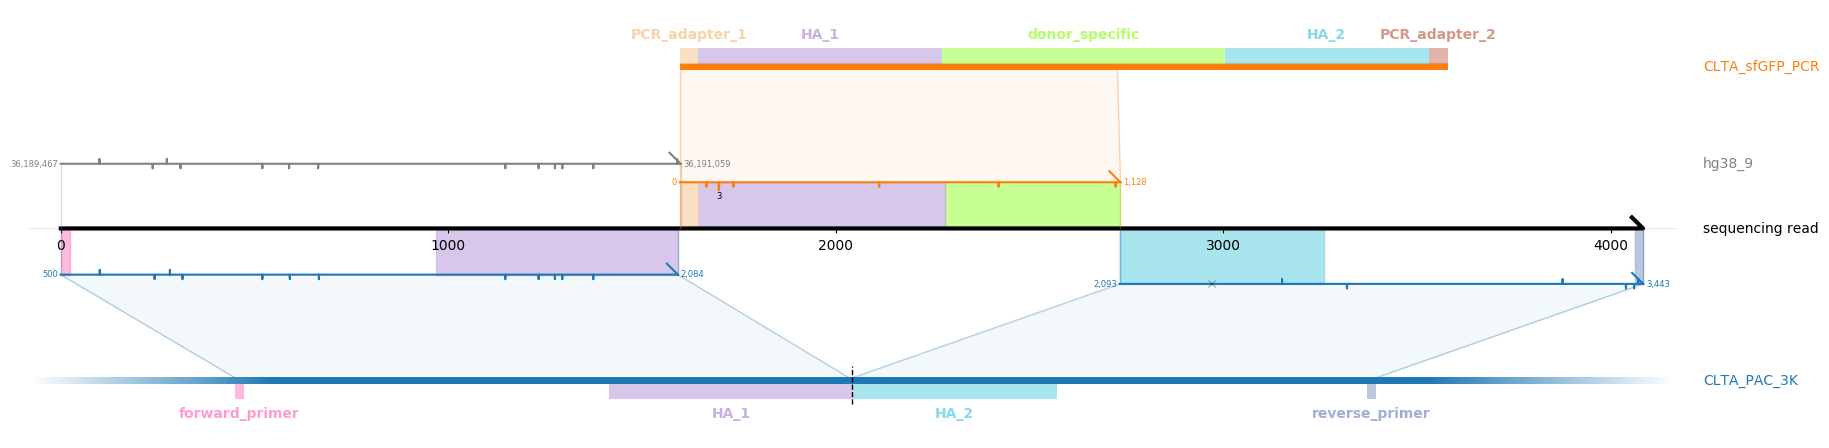 PCR_adapter_1 HA_1 donor_specific HA_2 PCR_adapter_2
CLTA_sfGFP_PCR
36,189,467 36,191,059 hg38_9
0 1,128
3
sequencing read
0 1000 2000 3000 4000
500 2,084 2,093 3,443
CLTA_PAC_3K
forward_primer HA_1 HA_2 reverse_primer